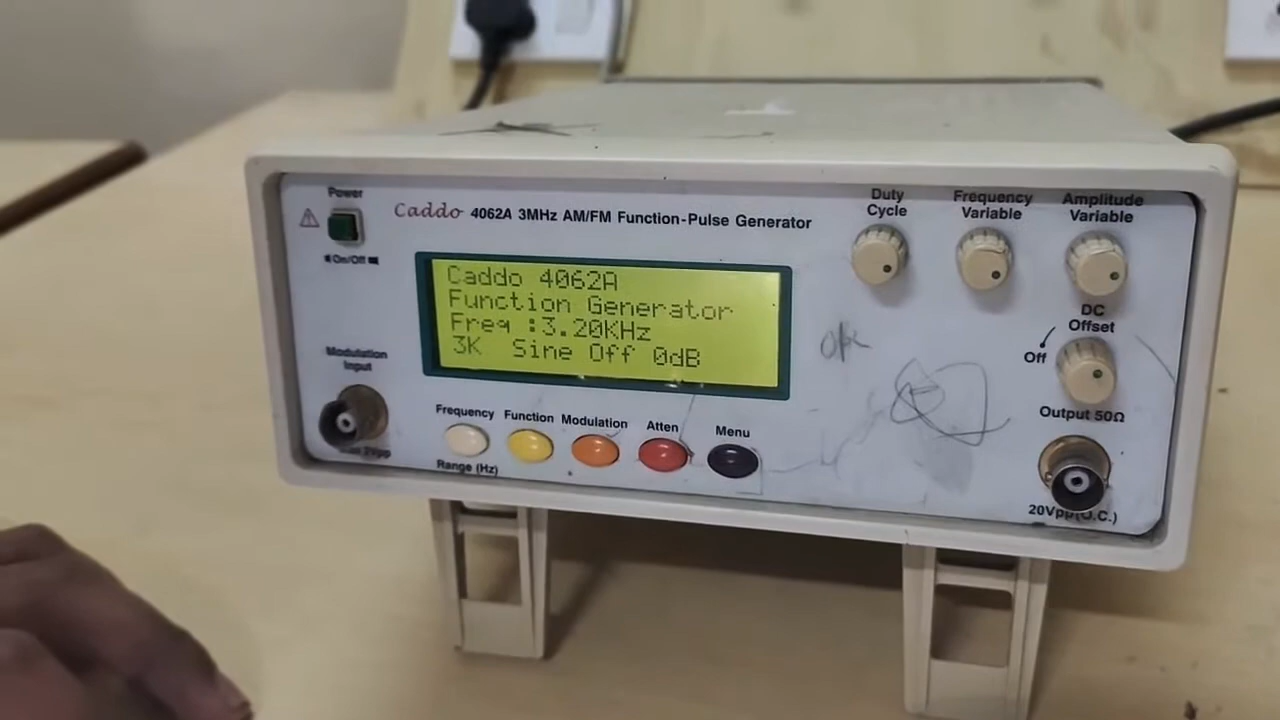 Power
On/Off
Caddo 4062A 3MHz AM/FM Function-Pulse Generator
Duty
Cycle
Frequency
Variable
Amplitude
Variable
Caddo 4062A
Function Generator
Freq :3.20KHz
3K Sine Off 0dB
DC
Offset
Off
Modulation
Input
2Vpp
Frequency
Function
Modulation
Atten
Menu
Range (Hz)
Output 50Ω
20Vpp(O.C.)